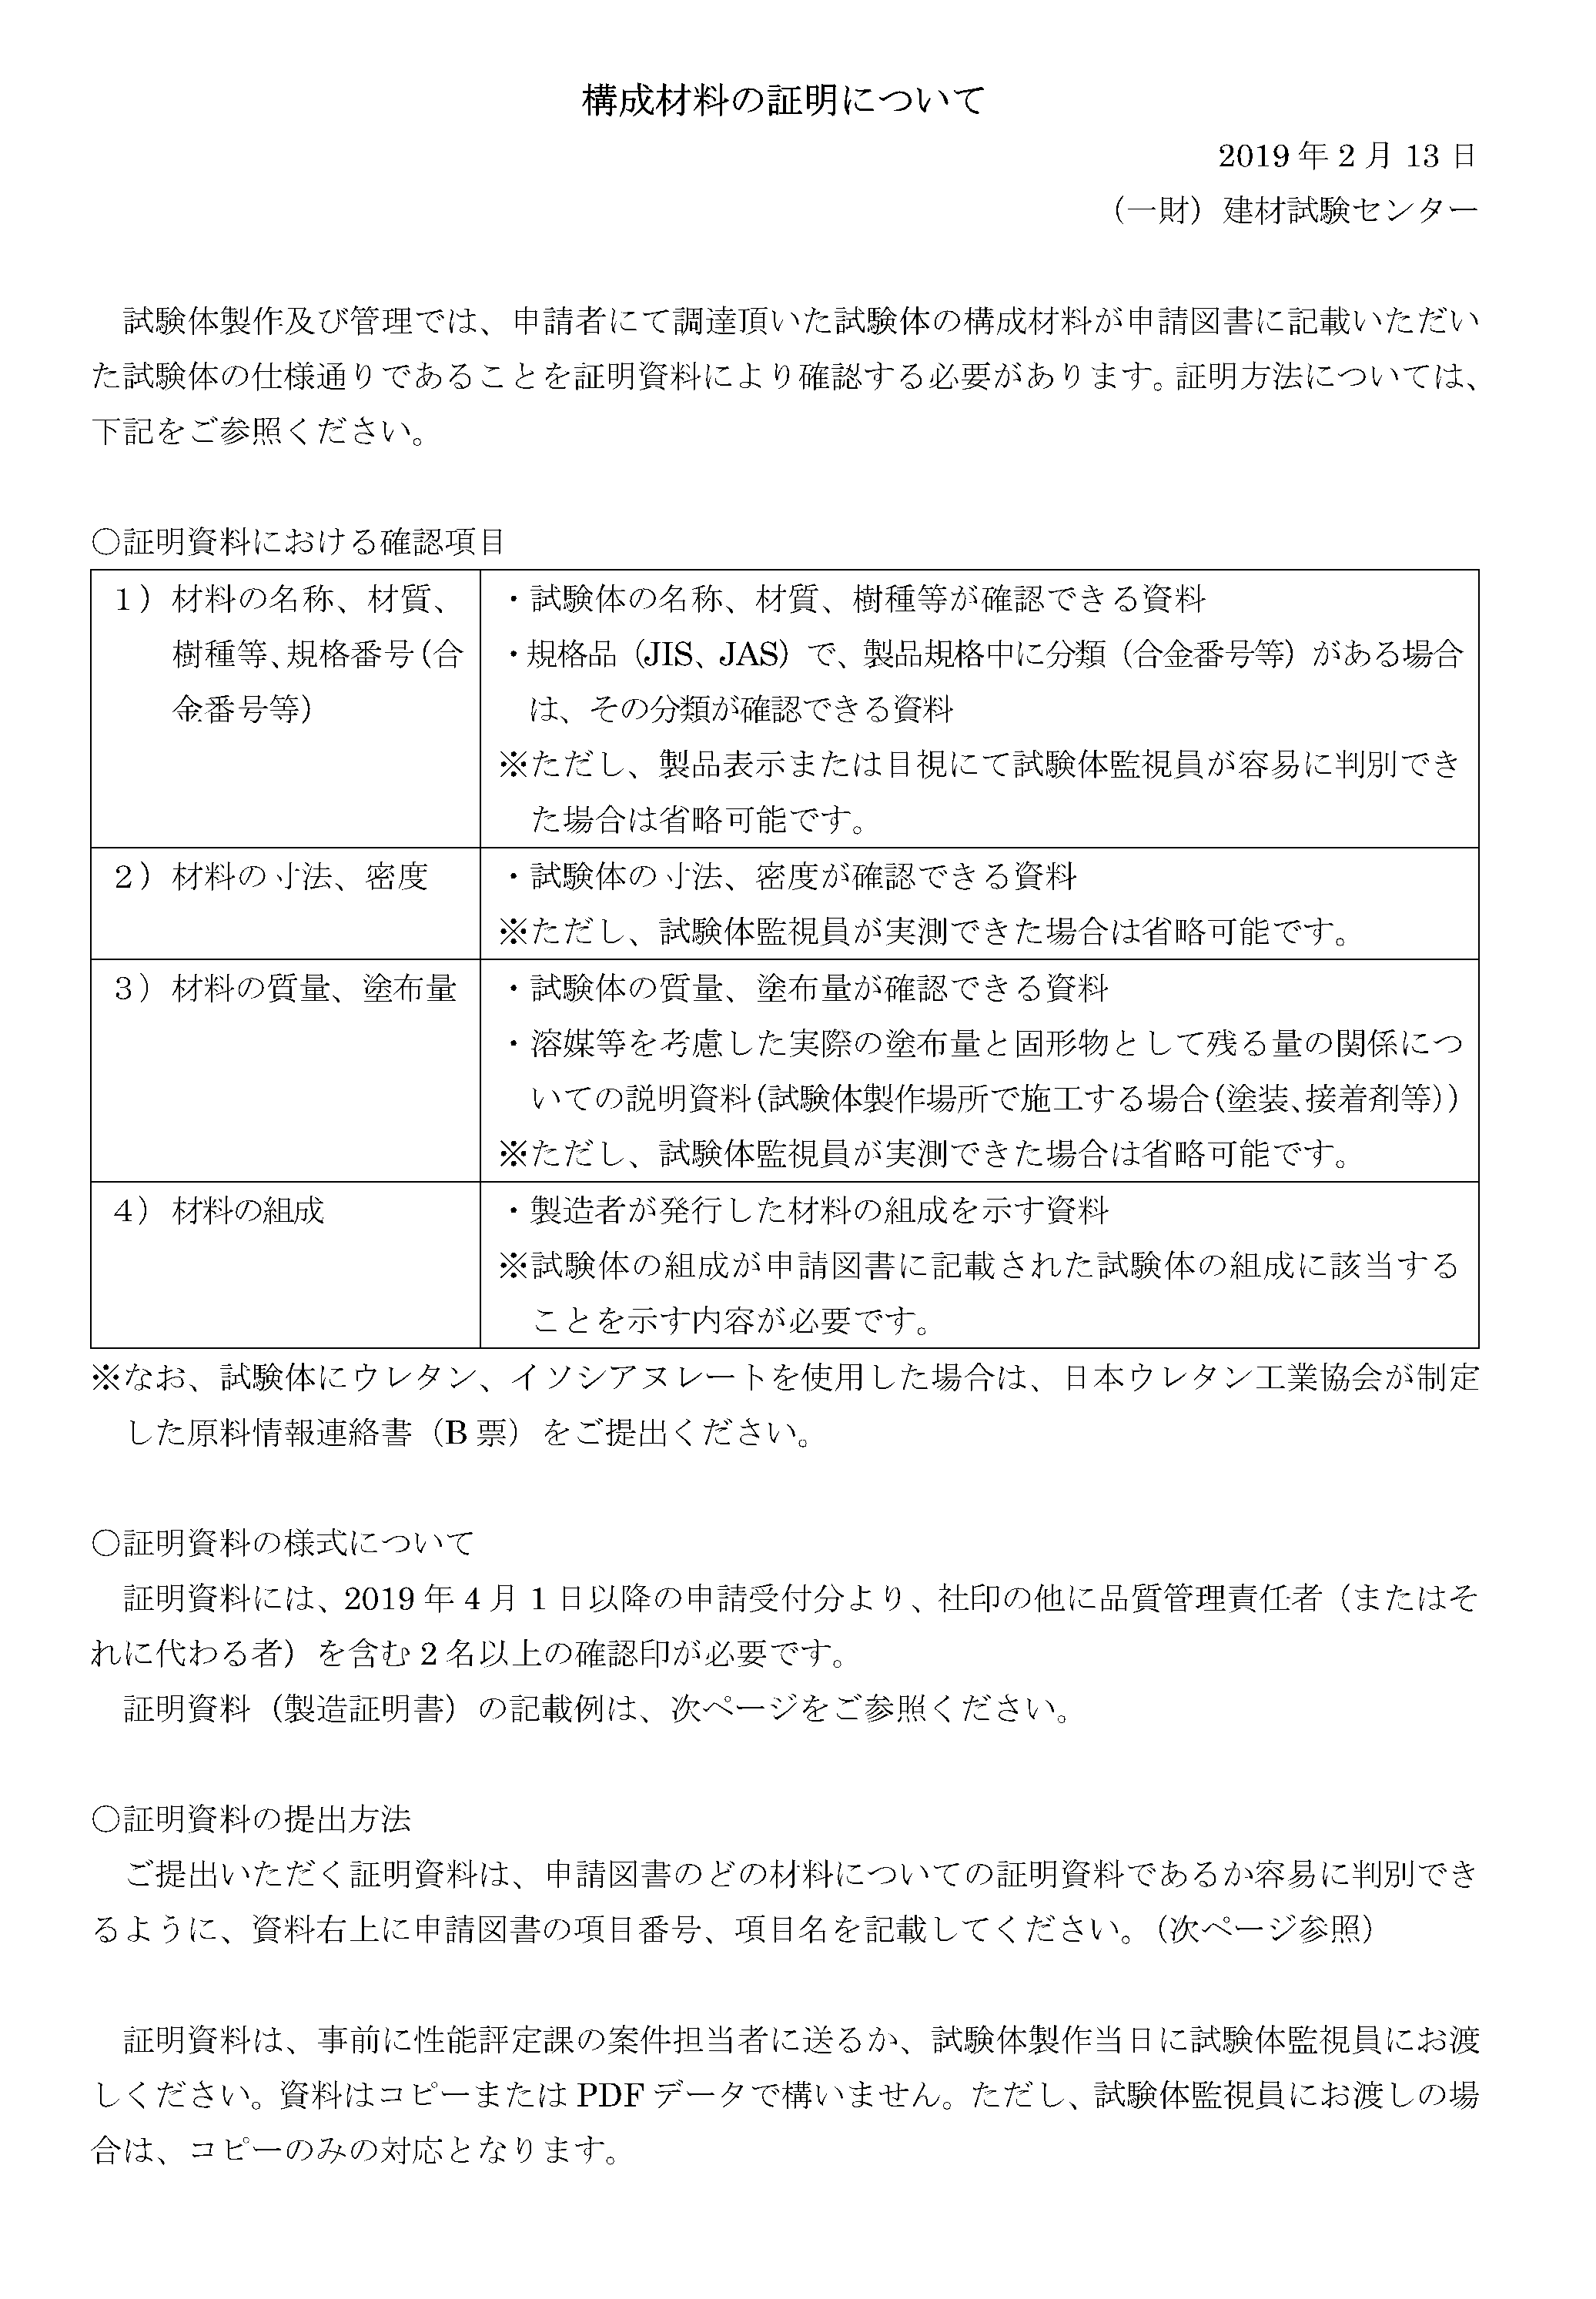 構成材料の証明について
2019 年 2 月 13 日
（一財）建材試験センター
試験体製作及び管理では、申請者にて調達頂いた試験体の構成材料が申請図書に記載いただい
た試験体の仕様通りであることを証明資料により確認する必要があります。証明方法については、
下記をご参照ください。
○証明資料における確認項目
１）材料の名称、材質、
樹種等、規格番号（合
金番号等）
・試験体の名称、材質、樹種等が確認できる資料
・規格品（JIS、JAS）で、製品規格中に分類（合金番号等）がある場合
は、その分類が確認できる資料
※ただし、製品表示または目視にて試験体監視員が容易に判別でき
た場合は省略可能です。
２）材料の寸法、密度
・試験体の寸法、密度が確認できる資料
※ただし、試験体監視員が実測できた場合は省略可能です。
３）材料の質量、塗布量
・試験体の質量、塗布量が確認できる資料
・溶媒等を考慮した実際の塗布量と固形物として残る量の関係につ
いての説明資料（試験体製作場所で施工する場合（塗装、接着剤等））
※ただし、試験体監視員が実測できた場合は省略可能です。
４）材料の組成
・製造者が発行した材料の組成を示す資料
※試験体の組成が申請図書に記載された試験体の組成に該当する
ことを示す内容が必要です。
※なお、試験体にウレタン、イソシアヌレートを使用した場合は、日本ウレタン工業協会が制定
した原料情報連絡書（B 票）をご提出ください。
○証明資料の様式について
証明資料には、2019 年 4 月 1 日以降の申請受付分より、社印の他に品質管理責任者（またはそ
れに代わる者）を含む 2 名以上の確認印が必要です。
証明資料（製造証明書）の記載例は、次ページをご参照ください。
○証明資料の提出方法
ご提出いただく証明資料は、申請図書のどの材料についての証明資料であるか容易に判別でき
るように、資料右上に申請図書の項目番号、項目名を記載してください。（次ページ参照）
証明資料は、事前に性能評定課の案件担当者に送るか、試験体製作当日に試験体監視員にお渡
しください。資料はコピーまたは PDF データで構いません。ただし、試験体監視員にお渡しの場
合は、コピーのみの対応となります。